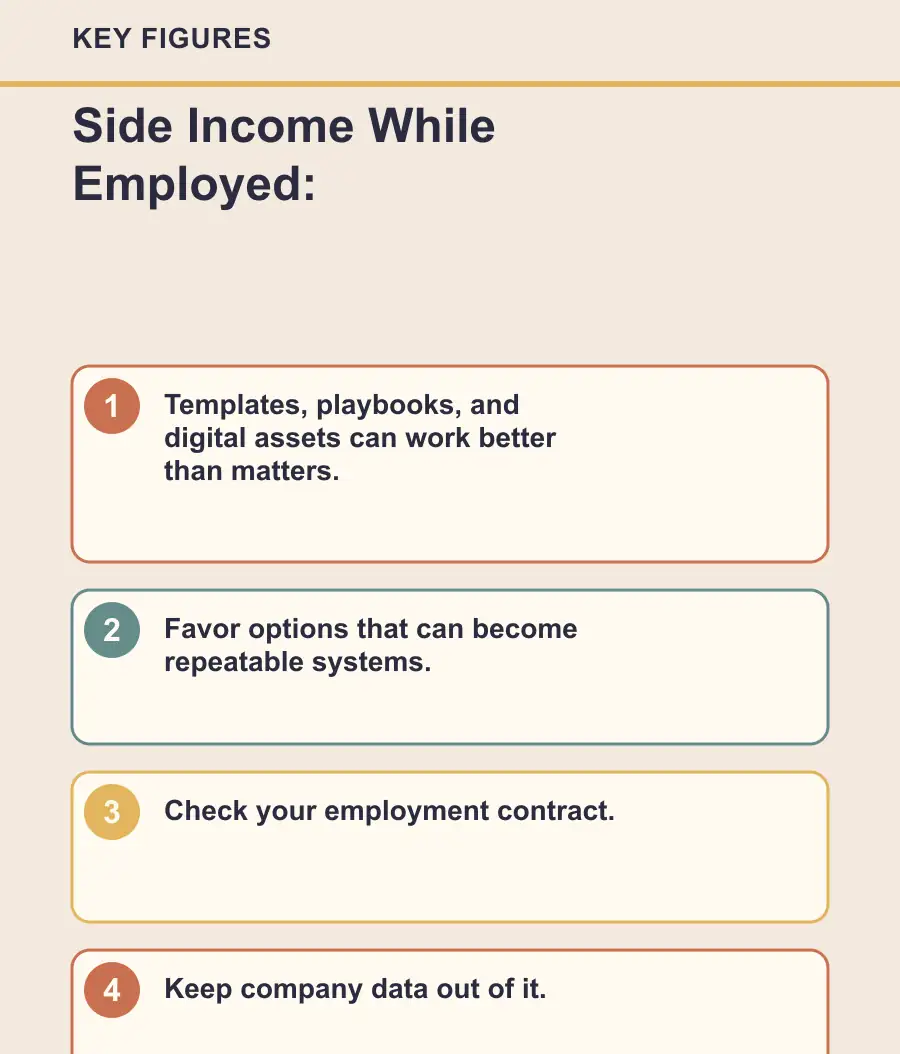 KEY FIGURES
Side Income While
Employed:
1
Templates, playbooks, and
digital assets can work better
than matters.
2
Favor options that can become
repeatable systems.
3
Check your employment contract.
4
Keep company data out of it.